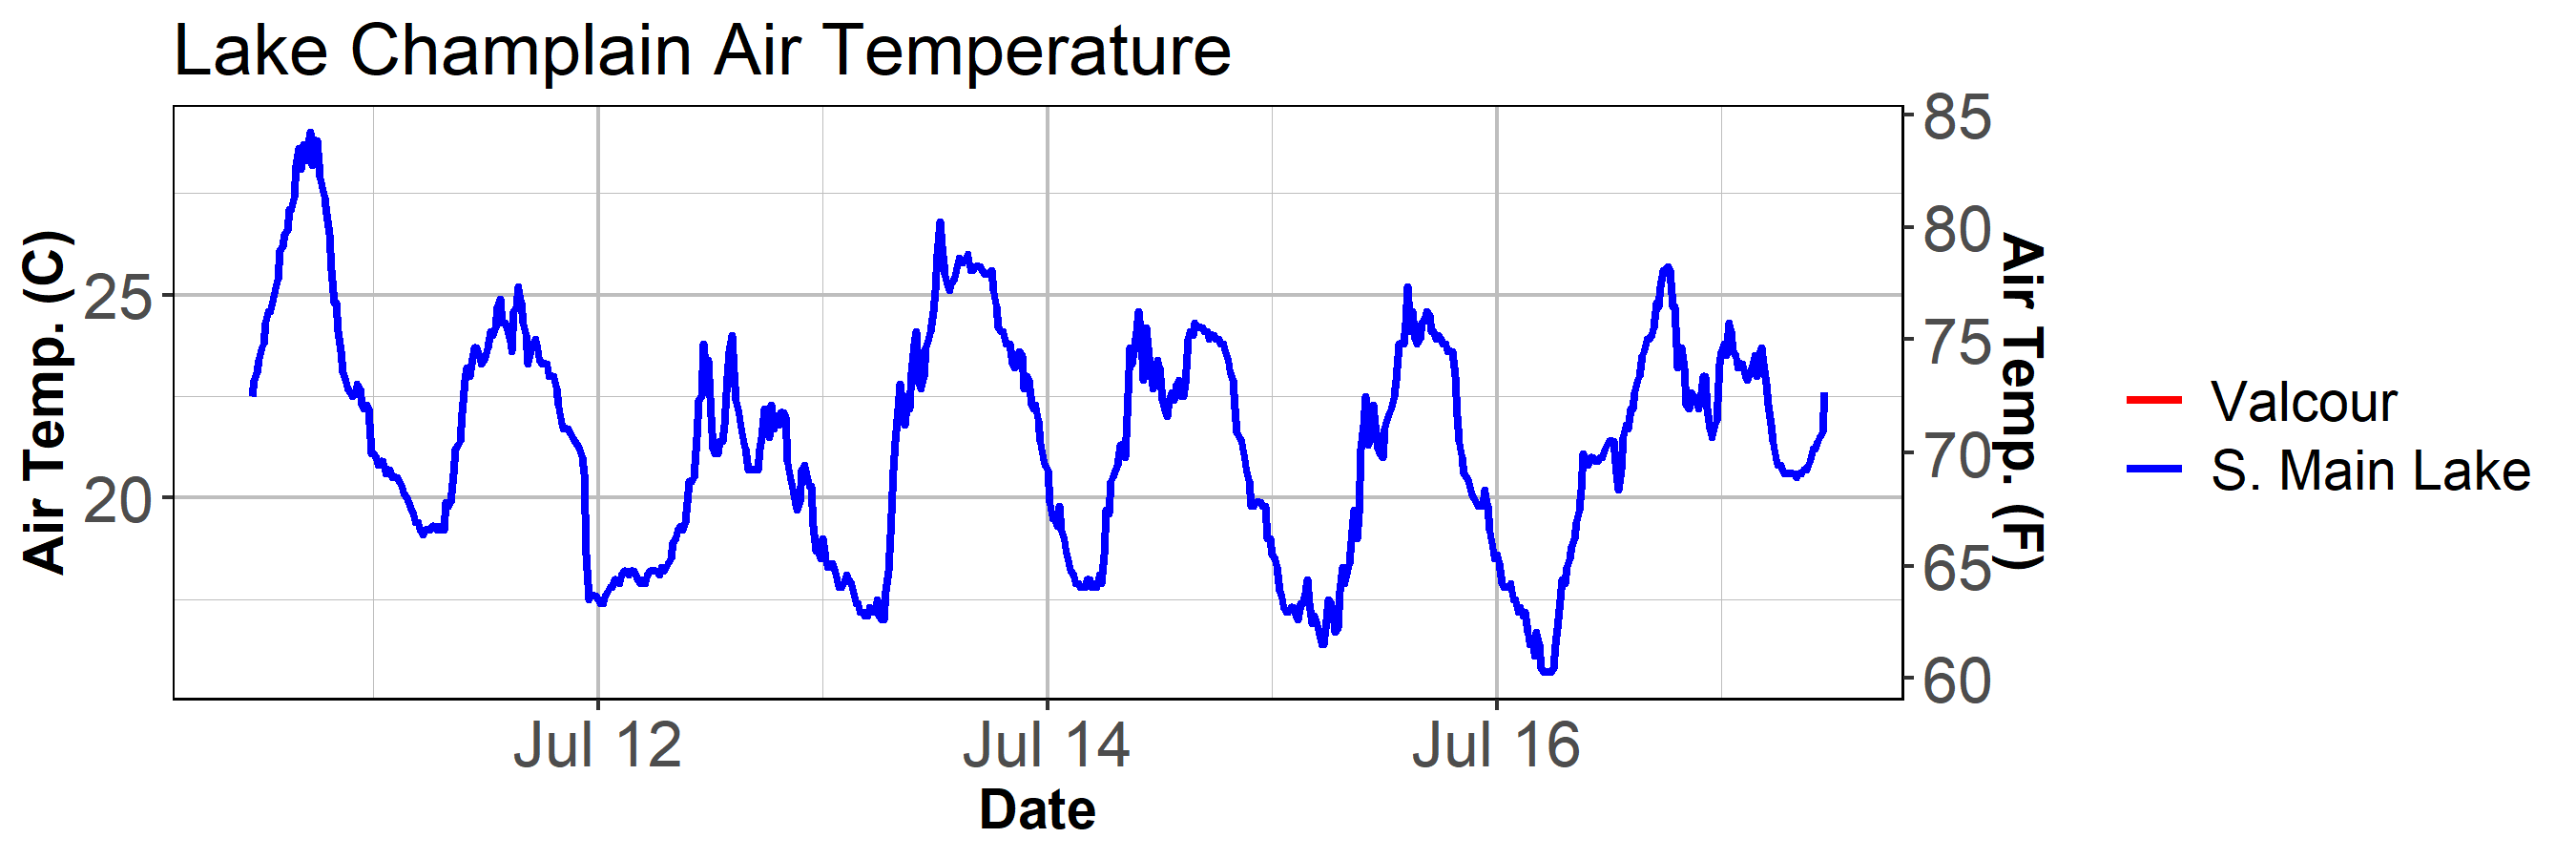 Lake Champlain Air Temperature
Air Temp. (C)
25
20
85
80
75
70
65
60
Air Temp. (F)
Jul 12
Jul 14
Jul 16
Date
Valcour
S. Main Lake